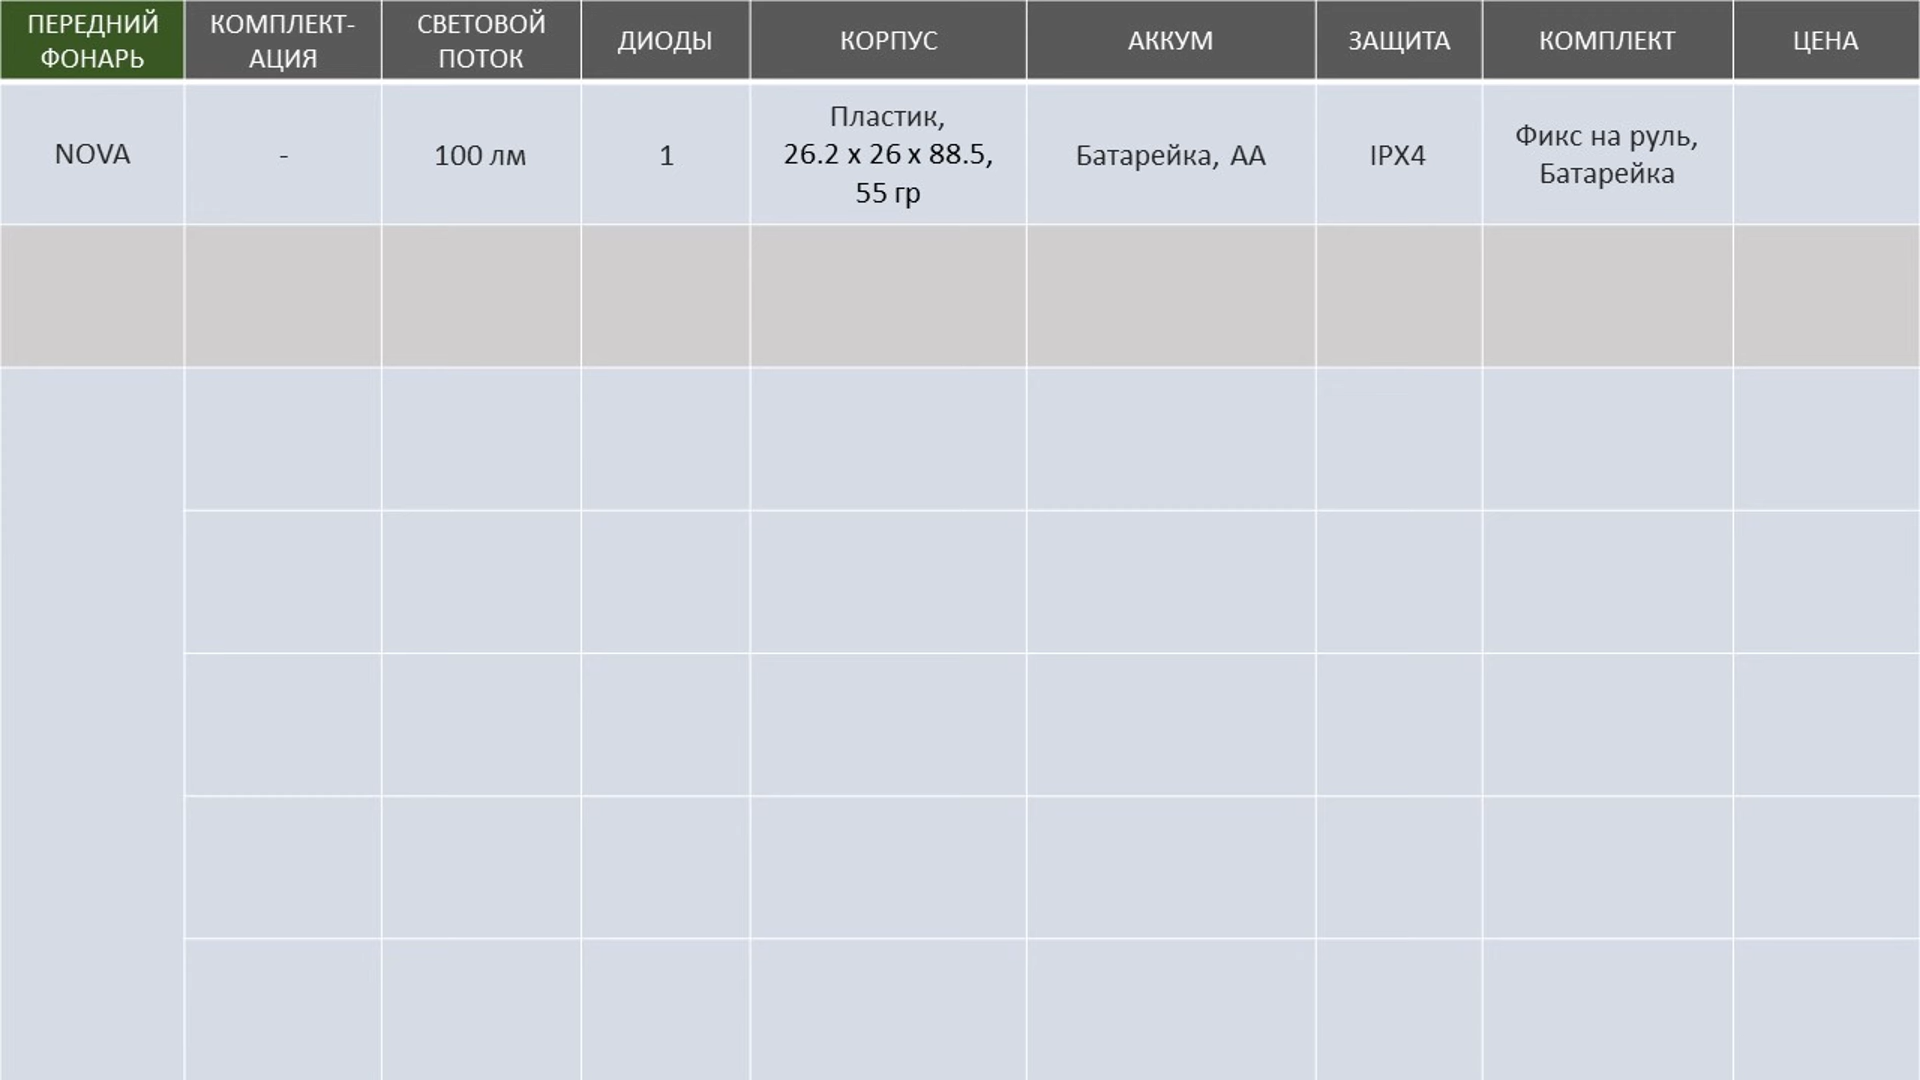 ПЕРЕДНИЙ
ФОНАРЬ
КОМПЛЕКТ-
АЦИЯ
СВЕТОВОЙ
ПОТОК
ДИОДЫ
КОРПУС
АККУМ
ЗАЩИТА
КОМПЛЕКТ
ЦЕНА
NOVA
-
100 лм
1
Пластик,
26.2 x 26 x 88.5,
55 гр
Батарейка, АА
IPX4
Фикс на руль,
Батарейка